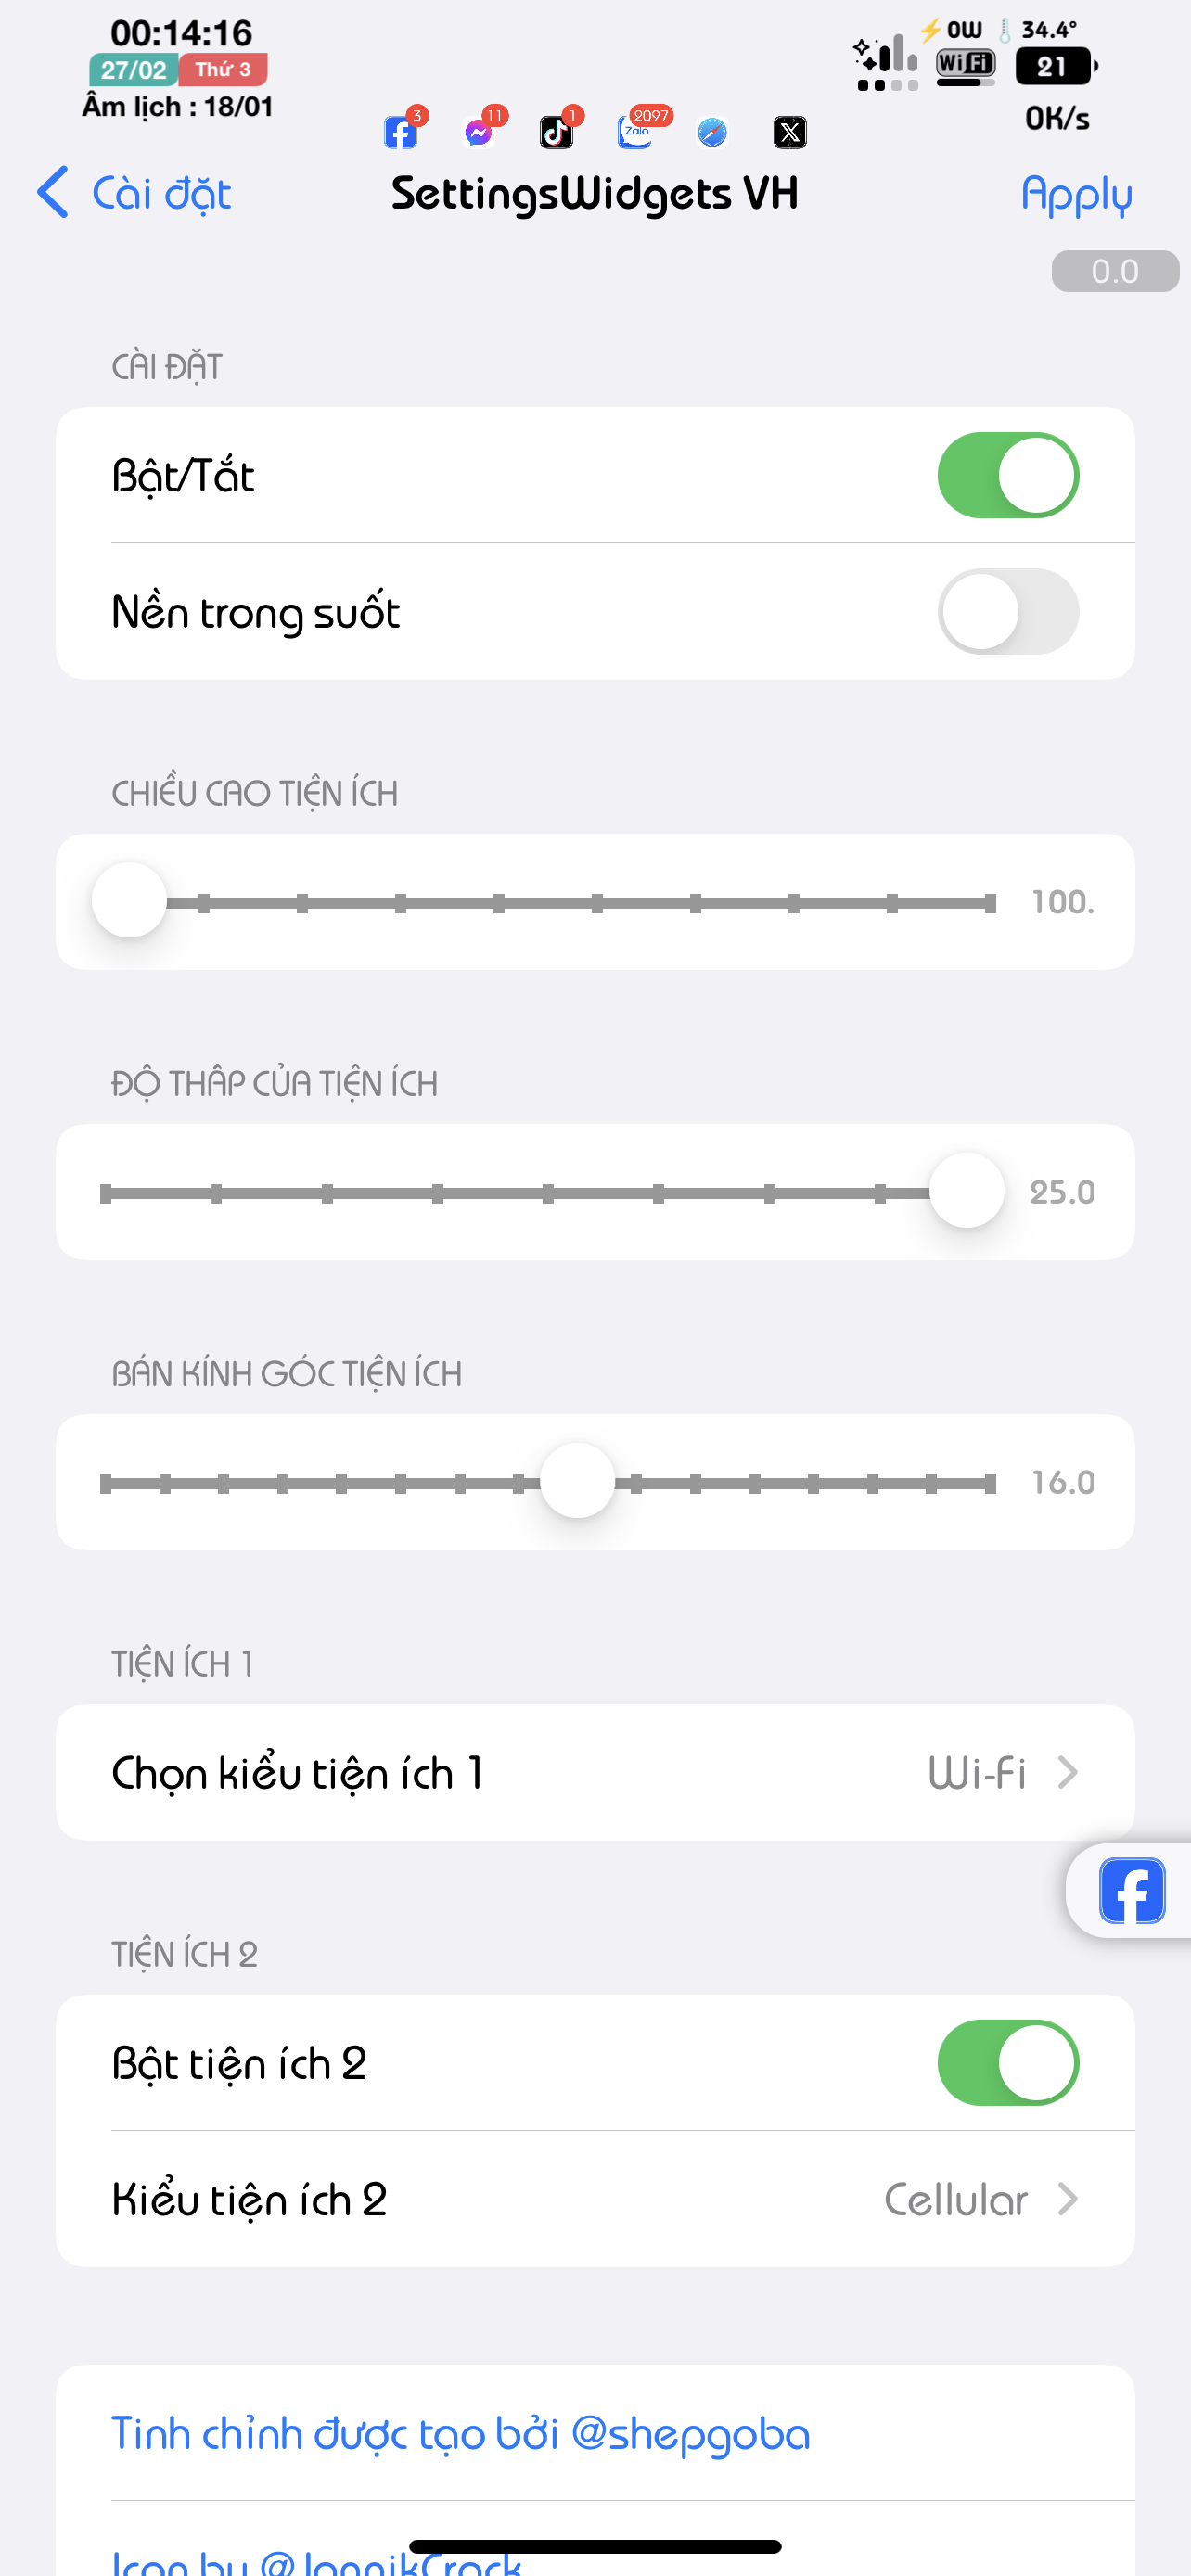 00:14:16
27/02 Thứ 3
Âm lịch : 18/01
0W 34.4°
WiFi 21
0K/s
3 11 1 2097
Zalo
Cài đặt SettingsWidgets VH Apply
0.0
CÀI ĐẶT
Bật/Tắt
Nền trong suốt
CHIỀU CAO TIỆN ÍCH
100.
ĐỘ THÂP CỦA TIỆN ÍCH
25.0
BÁN KÍNH GÓC TIỆN ÍCH
16.0
TIỆN ÍCH 1
Chọn kiểu tiện ích 1 Wi-Fi
TIỆN ÍCH 2
Bật tiện ích 2
Kiểu tiện ích 2 Cellular
Tinh chỉnh được tạo bởi @shepgoba
Icon by @JannikCrack